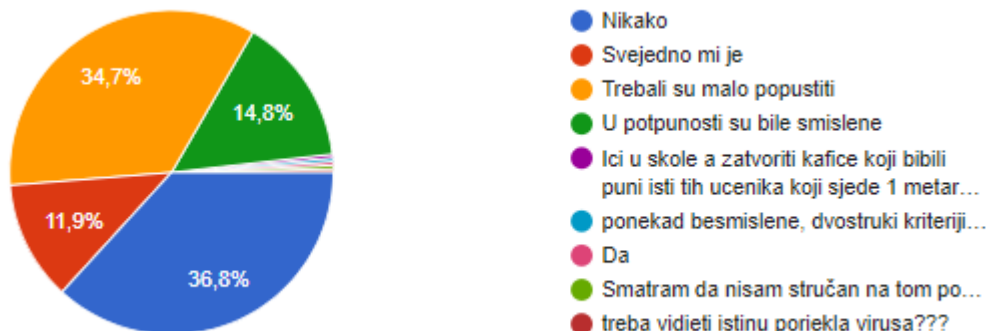 34,7%
14,8%
11,9%
36,8%
Nikako
Svejedno mi je
Trebali su malo popustiti
U potpunosti su bile smislene
Ici u skole a zatvoriti kafice koji bibili
puni isti tih ucenika koji sjede 1 metar...
ponekad besmislene, dvostruki kriteriji...
Da
Smatram da nisam stručan na tom po...
treba vidjeti istinu porjekla virusa???